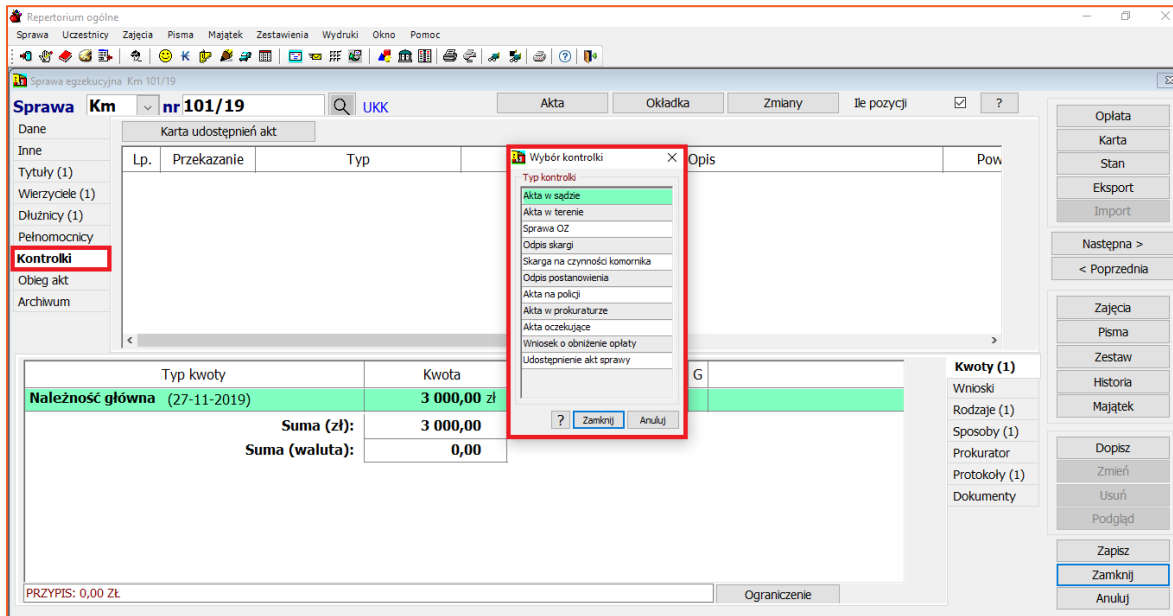 Repertorium ogólne
Sprawa Uczestnicy Zajęcia Pisma Majątek Zestawienia Wydruki Okno Pomoc
Sprawa egzekucyjna Km 101/19
Sprawa Km nr 101/19 UKK Akta Okładka Zmiany Ile pozycji ?
Dane
Inne
Tytuły (1)
Wierzyciele (1)
Dłużnicy (1)
Pełnomocnicy
Kontrolki
Obieg akt
Archiwum
Karta udostępnień akt
Lp. Przekazanie Typ Opis Pow
Wybór kontrolki
Typ kontrolki
Akta w sądzie
Akta w terenie
Sprawa OZ
Odpis skargi
Skarga na czynności komornika
Odpis postanowienia
Akta na policji
Akta w prokuraturze
Akta oczekujące
Wniosek o obniżenie opłaty
Udostępnienie akt sprawy
? Zamknij Anuluj
Typ kwoty Kwota G
Należność główna (27-11-2019) 3 000,00 zł
Suma (zł): 3 000,00
Suma (waluta): 0,00
PRZYPIS: 0,00 ZŁ
Ograniczenie
Kwoty (1)
Wnioski
Rodzaje (1)
Sposoby (1)
Prokurator
Protokoły (1)
Dokumenty
Opłata
Karta
Stan
Eksport
Import
Następna >
< Poprzednia
Zajęcia
Pisma
Zestaw
Historia
Majątek
Dopisz
Zmień
Usuń
Podgląd
Zapisz
Zamknij
Anuluj